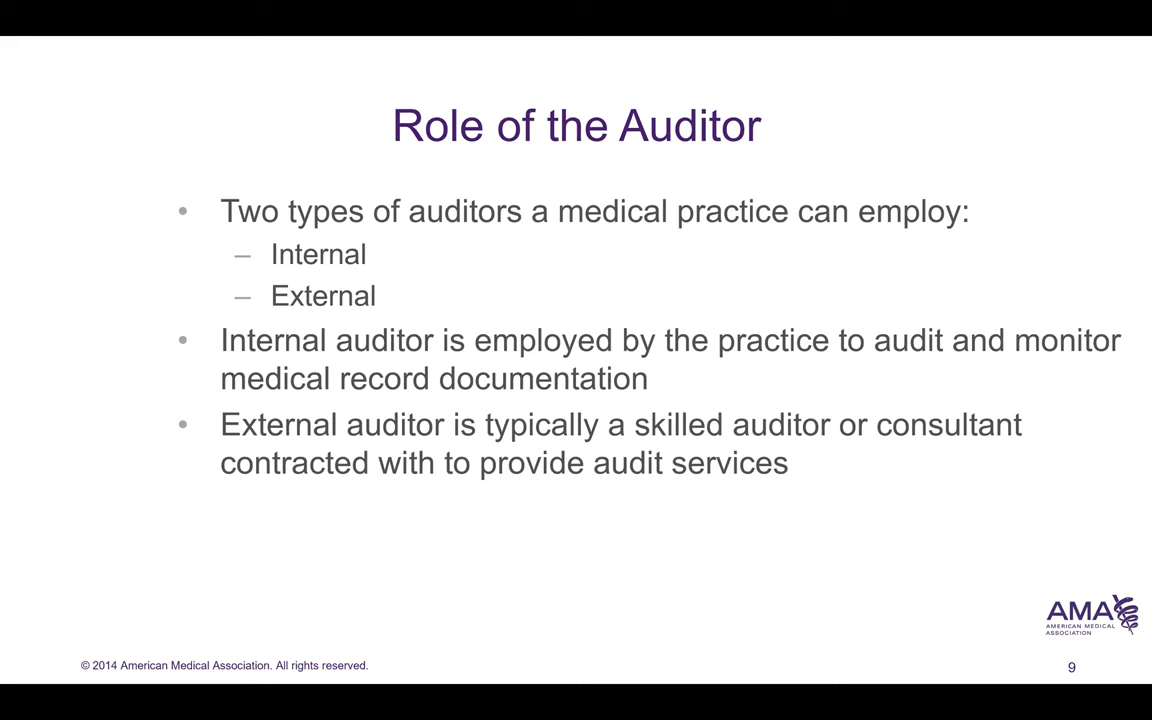 Role of the Auditor
• Two types of auditors a medical practice can employ:
– Internal
– External
• Internal auditor is employed by the practice to audit and monitor
medical record documentation
• External auditor is typically a skilled auditor or consultant
contracted with to provide audit services
AMA
AMERICAN MEDICAL
ASSOCIATION
© 2014 American Medical Association. All rights reserved.
9